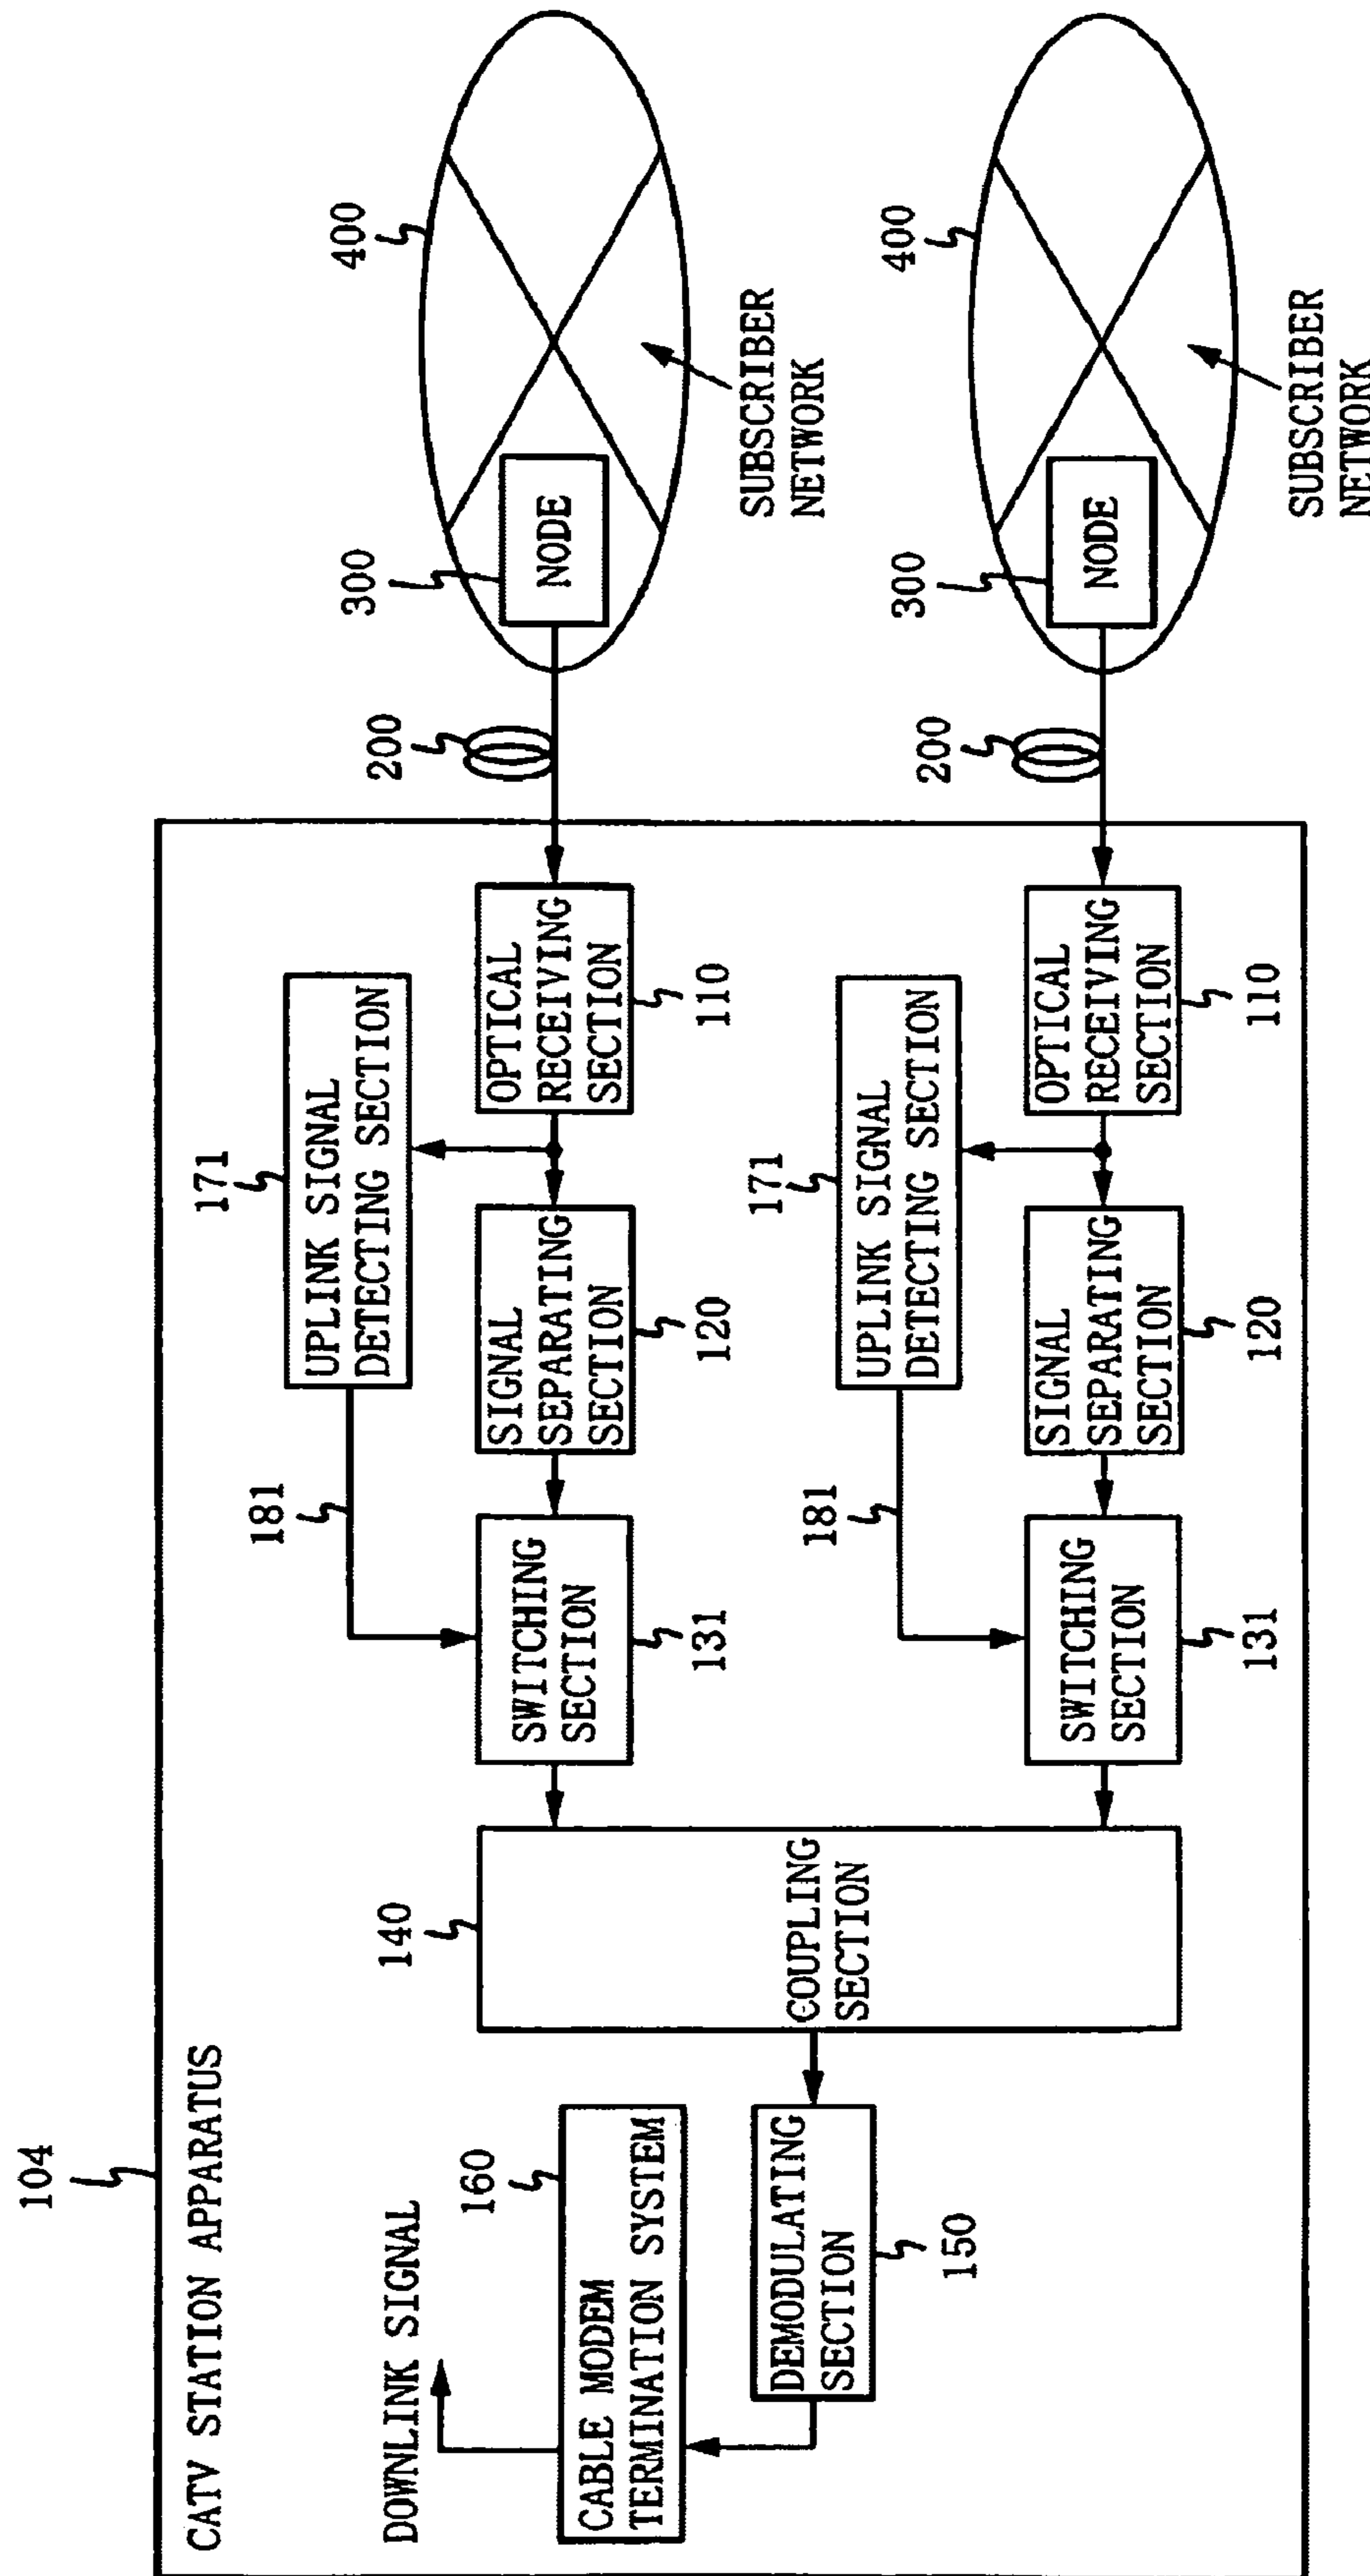 104
CATV STATION APPARATUS
DOWNLINK SIGNAL
160
CABLE MODEM
TERMINATION SYSTEM
DEMODULATING
SECTION
150
140
COUPLING
SECTION
181
SWITCHING
SECTION
131
171
UPLINK SIGNAL
DETECTING SECTION
SIGNAL
SEPARATING
SECTION
120
OPTICAL
RECEIVING
SECTION
110
200
300
NODE
400
SUBSCRIBER
NETWORK
181
SWITCHING
SECTION
131
171
UPLINK SIGNAL
DETECTING SECTION
SIGNAL
SEPARATING
SECTION
120
OPTICAL
RECEIVING
SECTION
110
200
300
NODE
400
SUBSCRIBER
NETWORK